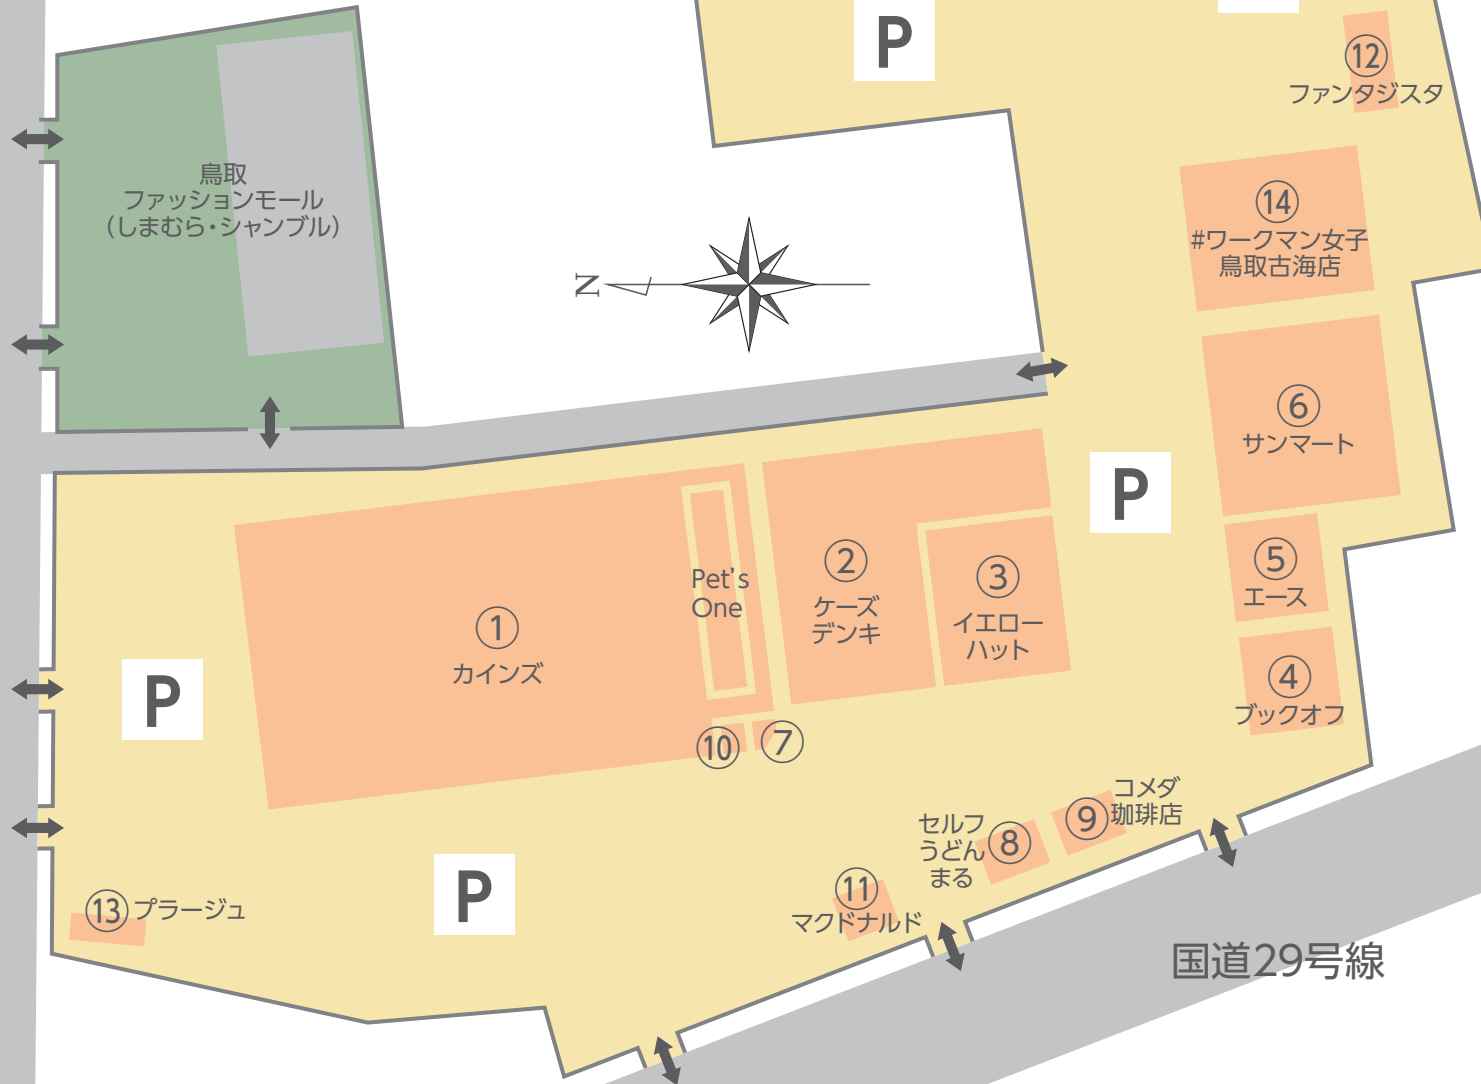 P
⑫
ファンタジスタ
鳥取
ファッションモール
(しまむら・シャンブル)
⑭
#ワークマン女子
鳥取古海店
N
⑥
サンマート
P
②
ケーズ
デンキ
③
イエロー
ハット
⑤
エース
Pet's
One
①
カインズ
④
ブックオフ
P
⑩
⑦
コメダ
珈琲店
⑨
セルフ
うどん
まる
⑧
P
⑪
マクドナルド
⑬
プラージュ
国道29号線